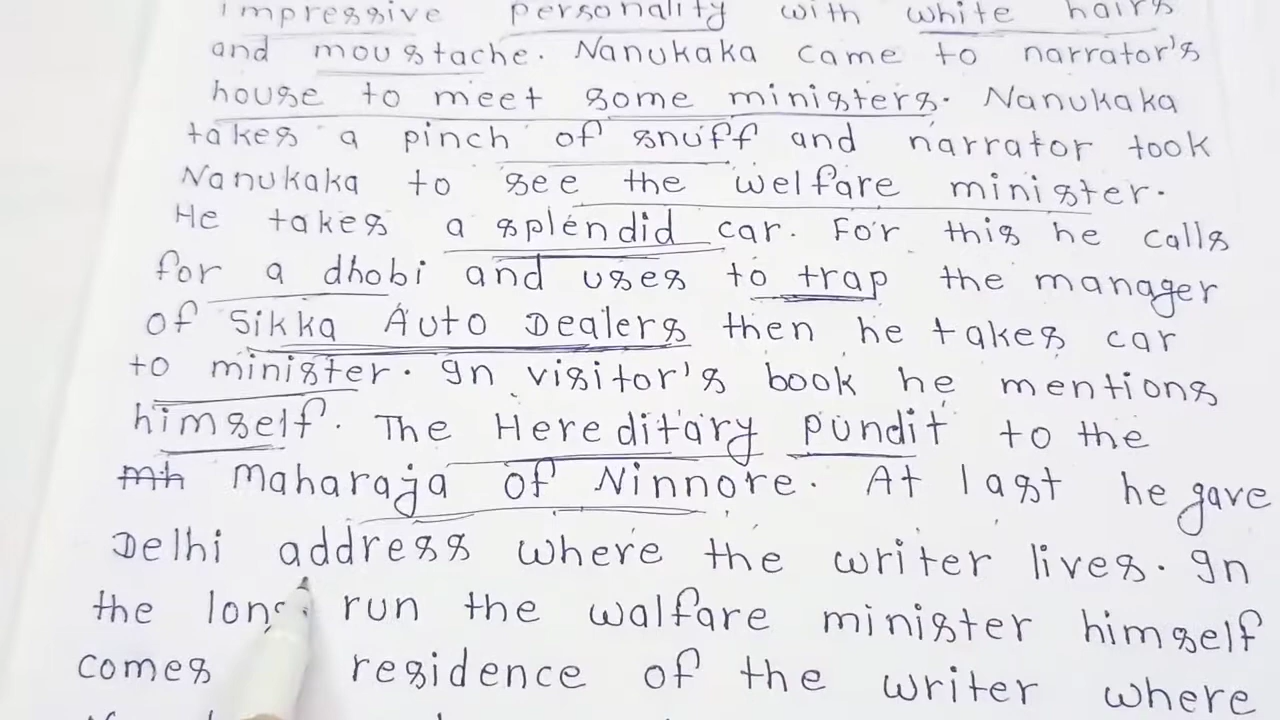 impressive personality with white hairs
and moustache. Nanukaka came to narrator's
house to meet some ministers. Nanukaka
takes a pinch of snuff and narrator took
Nanukaka to see the welfare minister.
He takes a splendid car. For this he calls
for a dhobi and uses to trap the manager
of Sikka Auto Dealers then he takes car
to minister. In visitor's book he mentions
himself. The Hereditary pundit to the
Maharaja of Ninnore. At last he gave
Delhi address where the writer lives. In
the long run the walfare minister himself
comes residence of the writer where